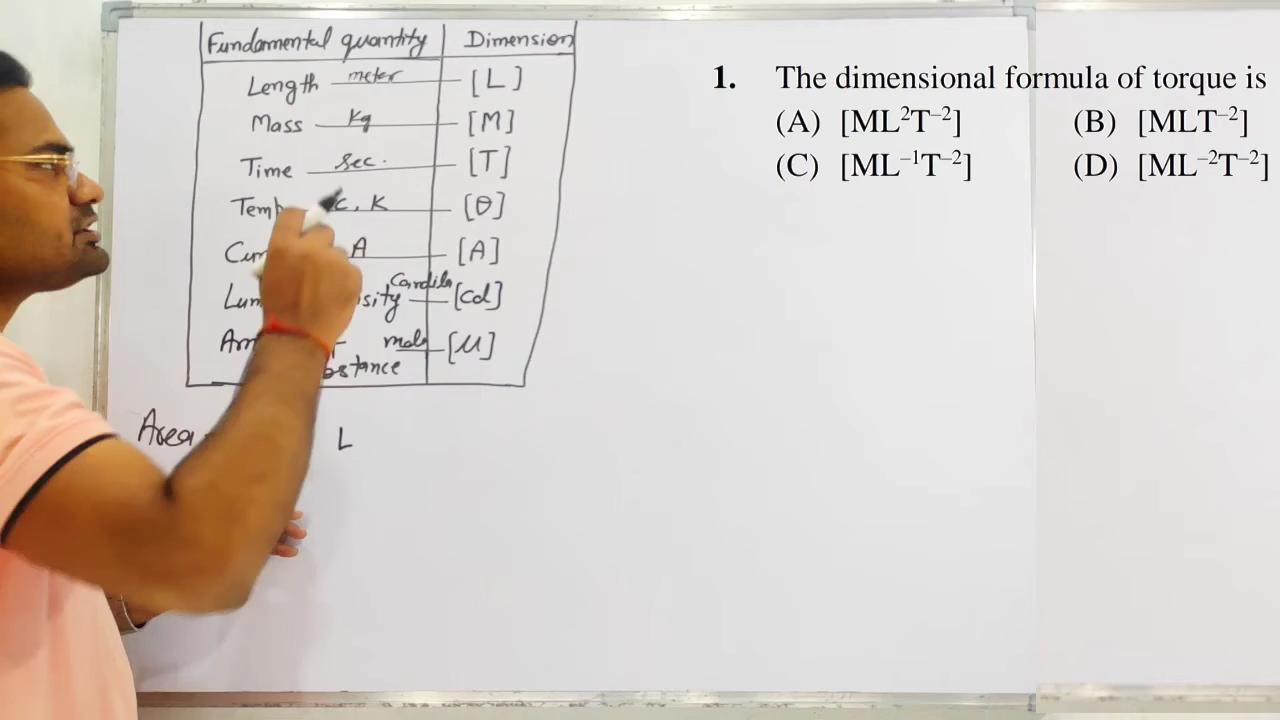 Fundamental quantity Dimension
Length meter [L]
Mass kg [M]
Time sec. [T]
C, K [θ]
A [A]
Candila [cd]
mole [M]
Area L
1. The dimensional formula of torque is
(A) [ML²T⁻²] (B) [MLT⁻²]
(C) [ML⁻¹T⁻²] (D) [ML⁻²T⁻²]